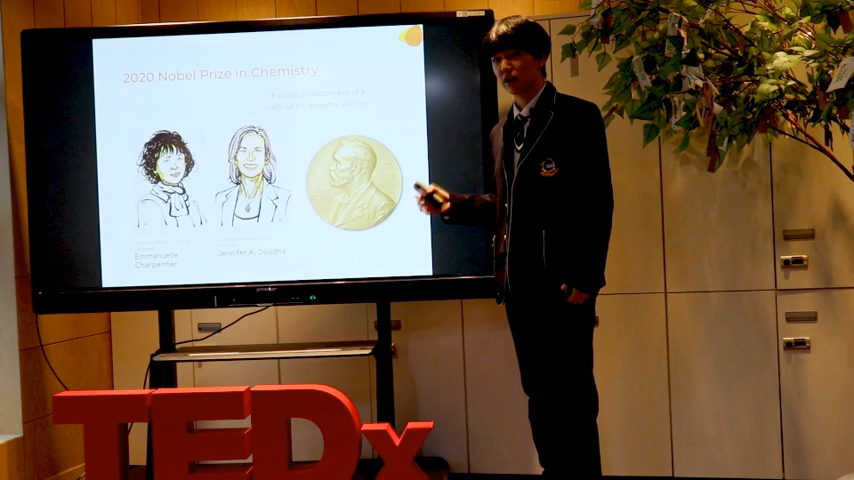 2020 Nobel Prize in Chemistry
"For the development of a
method for genome editing"
Emmanuelle
Charpentier
Jennifer A. Doudna
TEDx